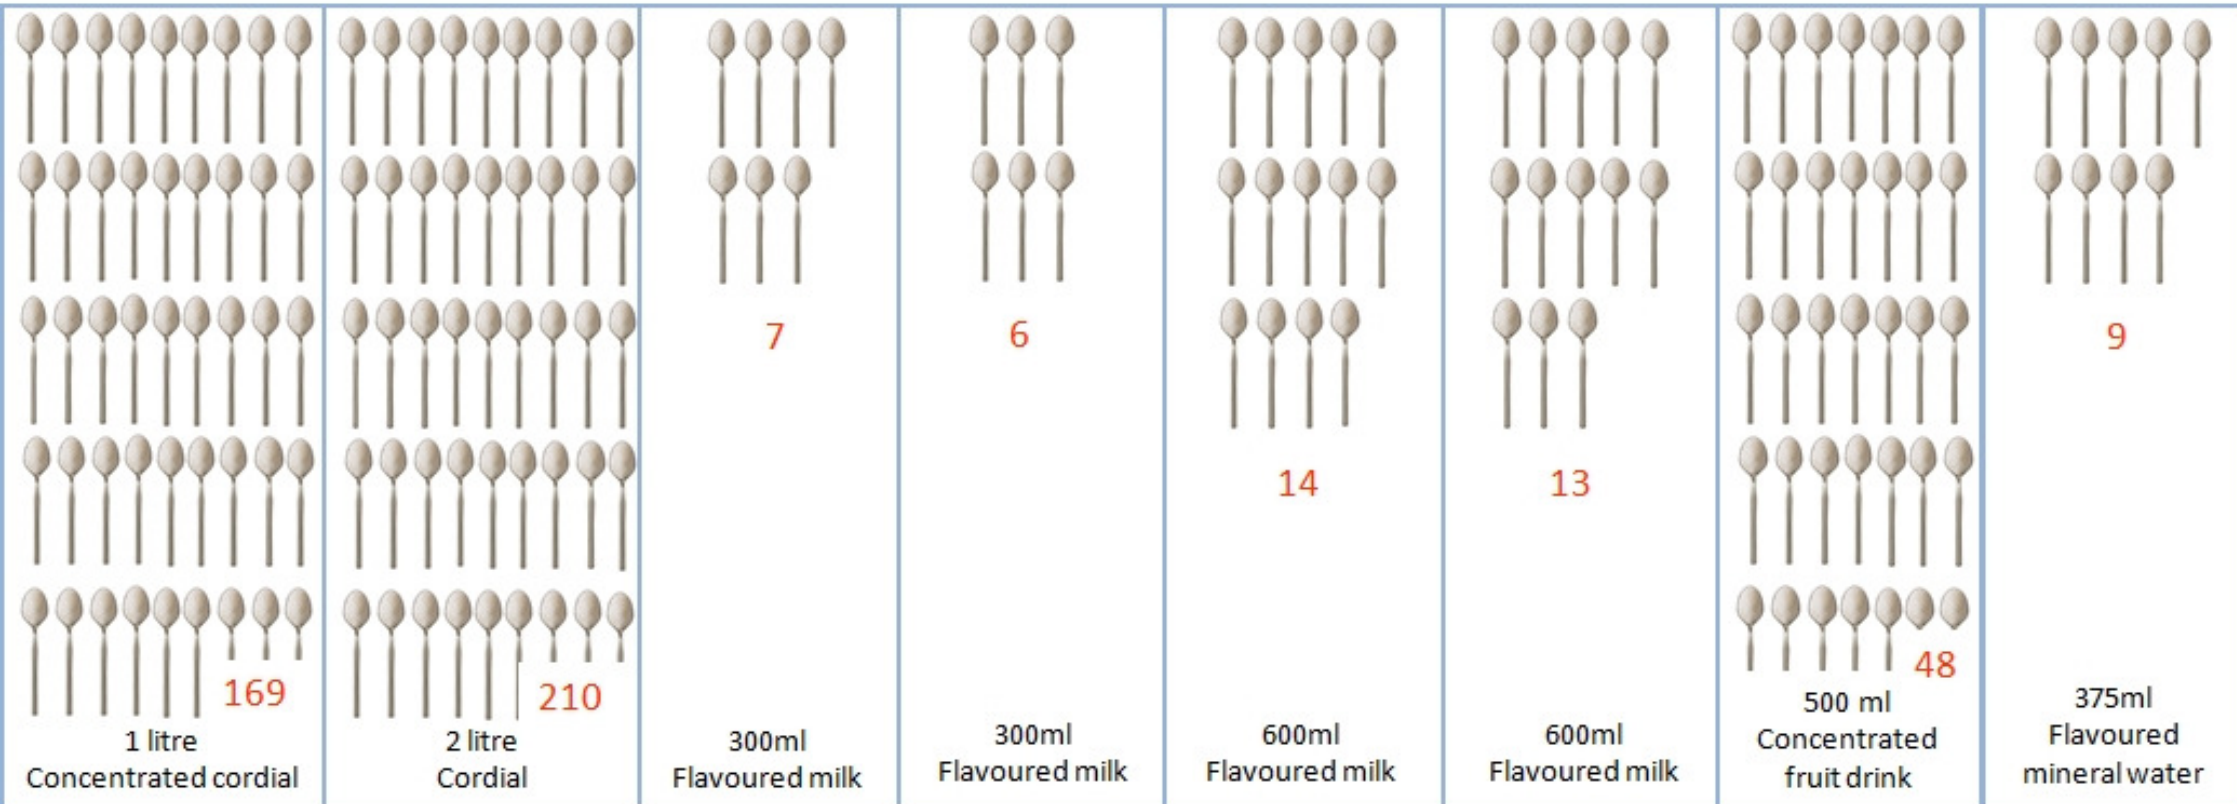 169
1 litre
Concentrated cordial
210
2 litre
Cordial
7
300ml
Flavoured milk
6
300ml
Flavoured milk
14
600ml
Flavoured milk
13
600ml
Flavoured milk
48
500 ml
Concentrated
fruit drink
9
375ml
Flavoured
mineral water